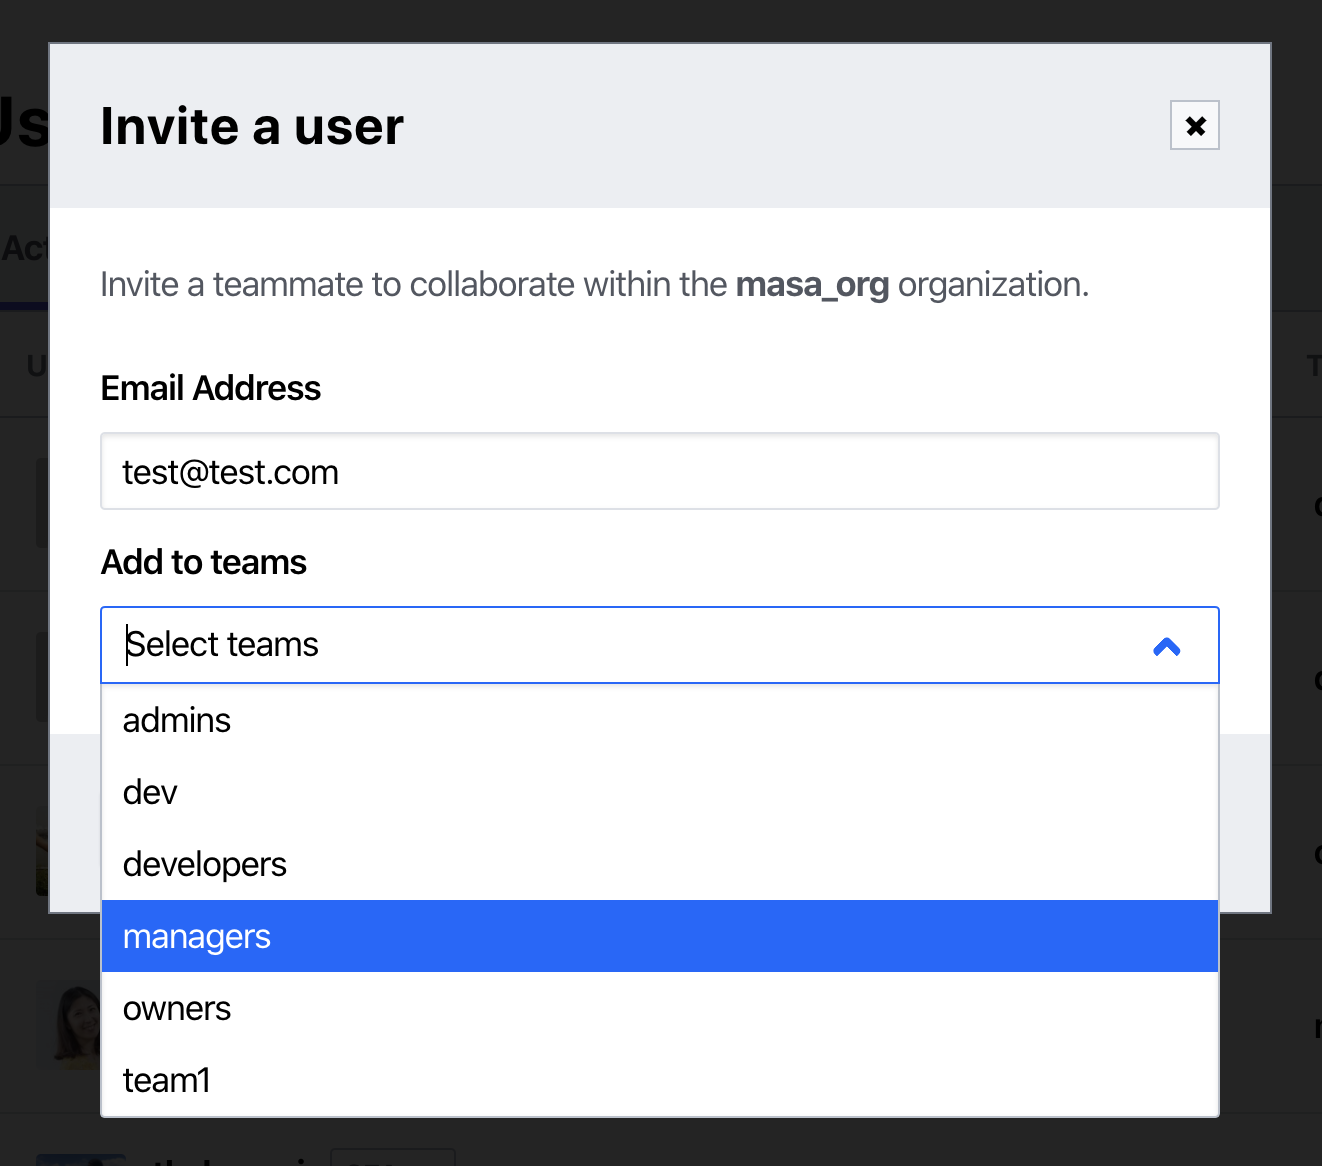 Invite a user
Invite a teammate to collaborate within the masa_org organization.
Email Address
test@test.com
Add to teams
Select teams
admins
dev
developers
managers
owners
team1